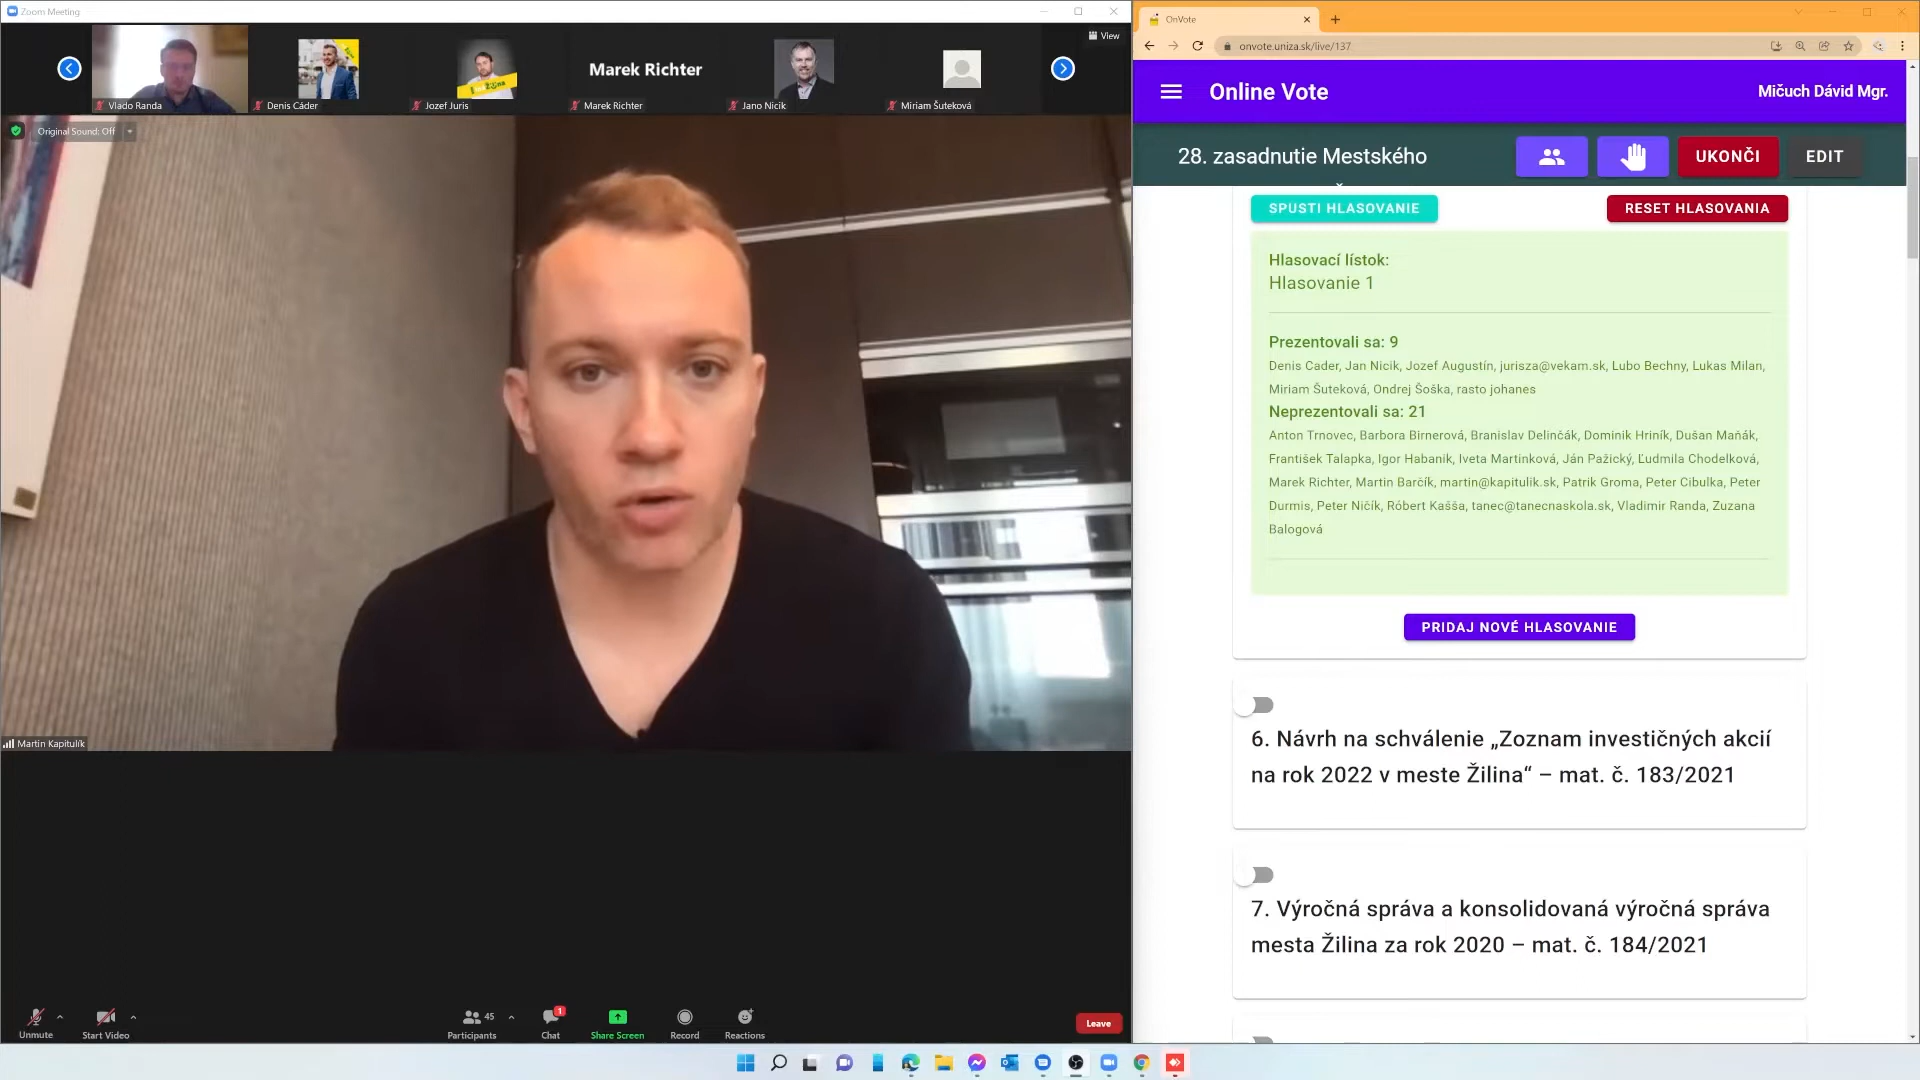 Zoom Meeting
View
Marek Richter
Vlado Randa
Denis Cáder
Jozef Juris
Marek Richter
Jano Nicik
Miriam Šuteková
Original Sound: Off
Martin Kapitulík
Unmute
Start Video
45
Participants
1
Chat
Share Screen
Record
Reactions
Leave
OnVote
onvote.uniza.sk/live/137
Online Vote
Mičuch Dávid Mgr.
28. zasadnutie Mestského
UKONČI
EDIT
SPUSTI HLASOVANIE
RESET HLASOVANIA
Hlasovací lístok:
Hlasovanie 1
Prezentovali sa: 9
Denis Cader, Jan Nicik, Jozef Augustín, jurisza@vekam.sk, Lubo Bechny, Lukas Milan,
Miriam Šuteková, Ondrej Šoška, rasto johanes
Neprezentovali sa: 21
Anton Trnovec, Barbora Birnerová, Branislav Delinčák, Dominik Hriník, Dušan Maňák,
František Talapka, Igor Habanik, Iveta Martinková, Ján Pažický, Ľudmila Chodelková,
Marek Richter, Martin Barčík, martin@kapitulik.sk, Patrik Groma, Peter Cibulka, Peter
Durmis, Peter Ničík, Róbert Kašša, tanec@tanecnaskola.sk, Vladimir Randa, Zuzana
Balogová
PRIDAJ NOVÉ HLASOVANIE
6. Návrh na schválenie „Zoznam investičných akcií
na rok 2022 v meste Žilina“ – mat. č. 183/2021
7. Výročná správa a konsolidovaná výročná správa
mesta Žilina za rok 2020 – mat. č. 184/2021